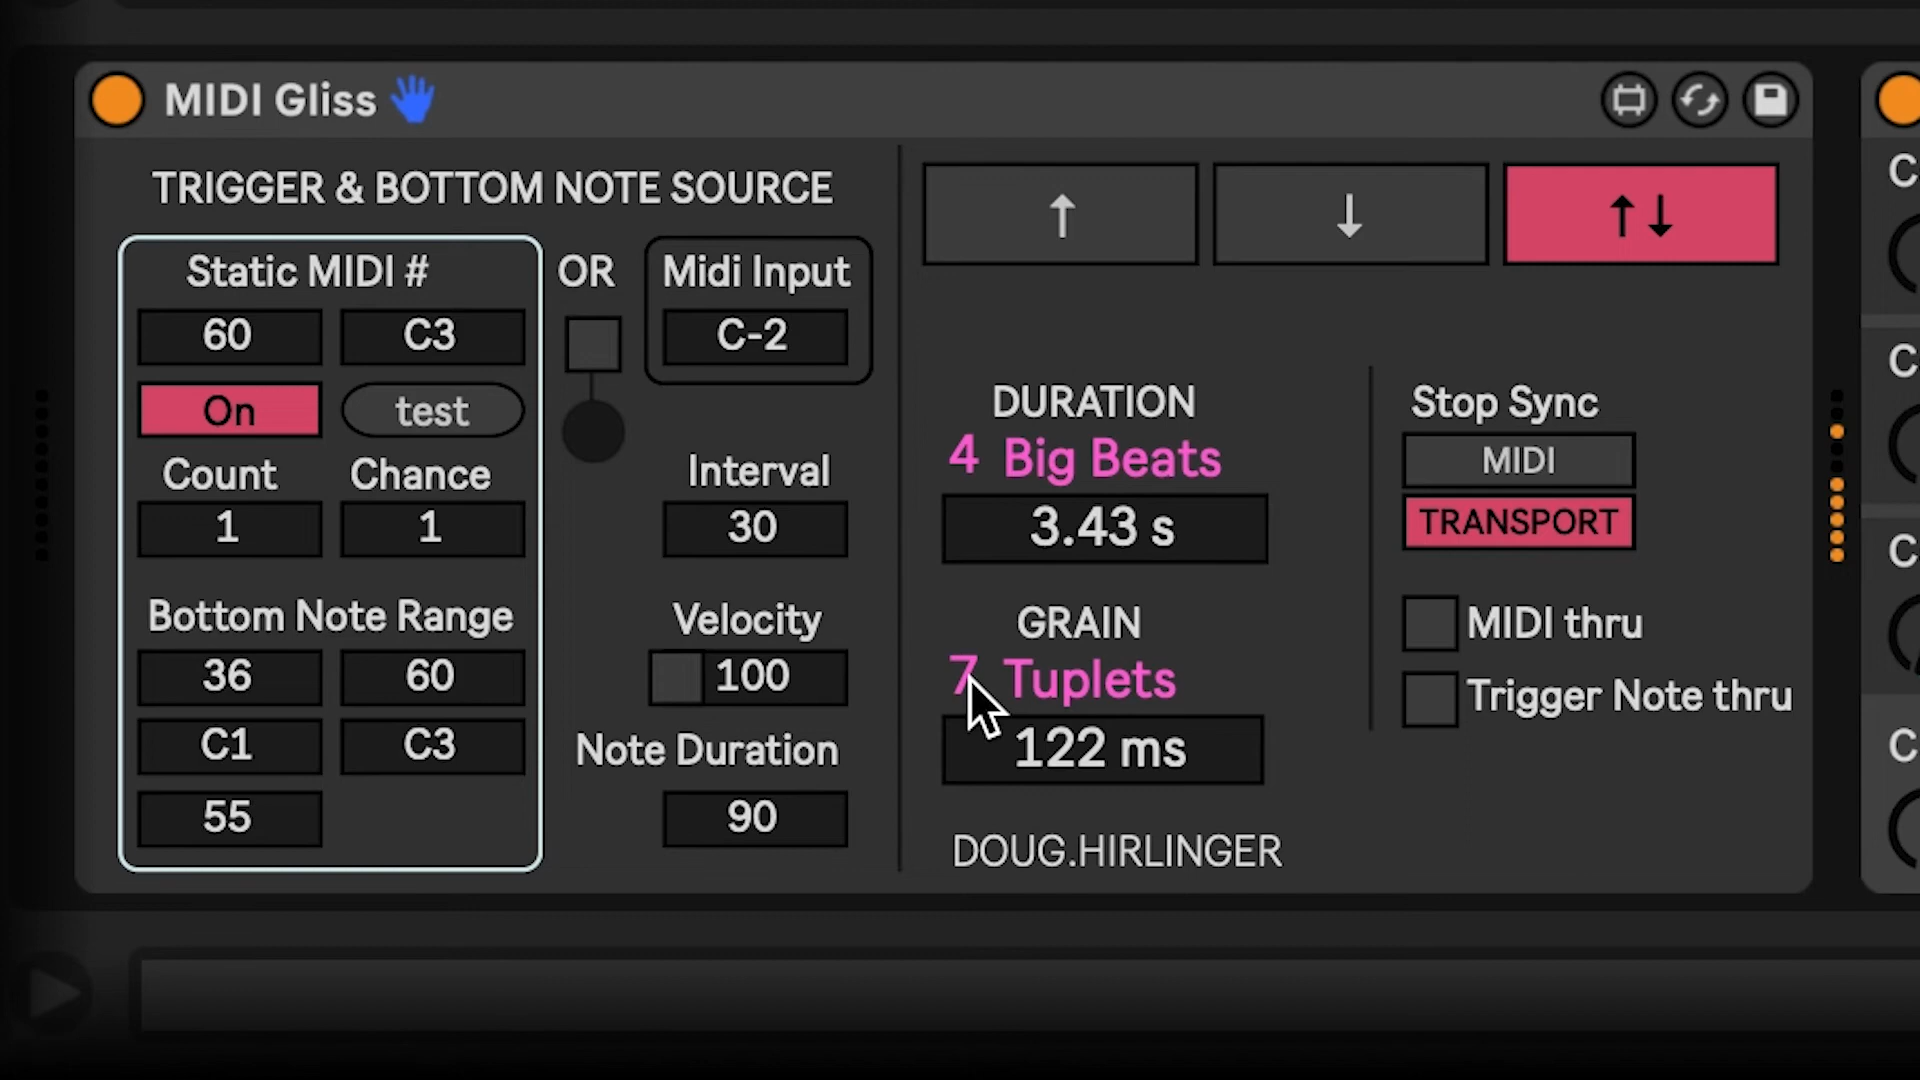 MIDI Gliss
TRIGGER & BOTTOM NOTE SOURCE
Static MIDI #
60
C3
On
test
Count
Chance
1
1
Bottom Note Range
36
60
C1
C3
55
OR
Midi Input
C-2
Interval
30
Velocity
100
Note Duration
90
↑
↓
↑↓
DURATION
4 Big Beats
3.43 s
GRAIN
7 Tuplets
122 ms
DOUG.HIRLINGER
Stop Sync
MIDI
TRANSPORT
MIDI thru
Trigger Note thru